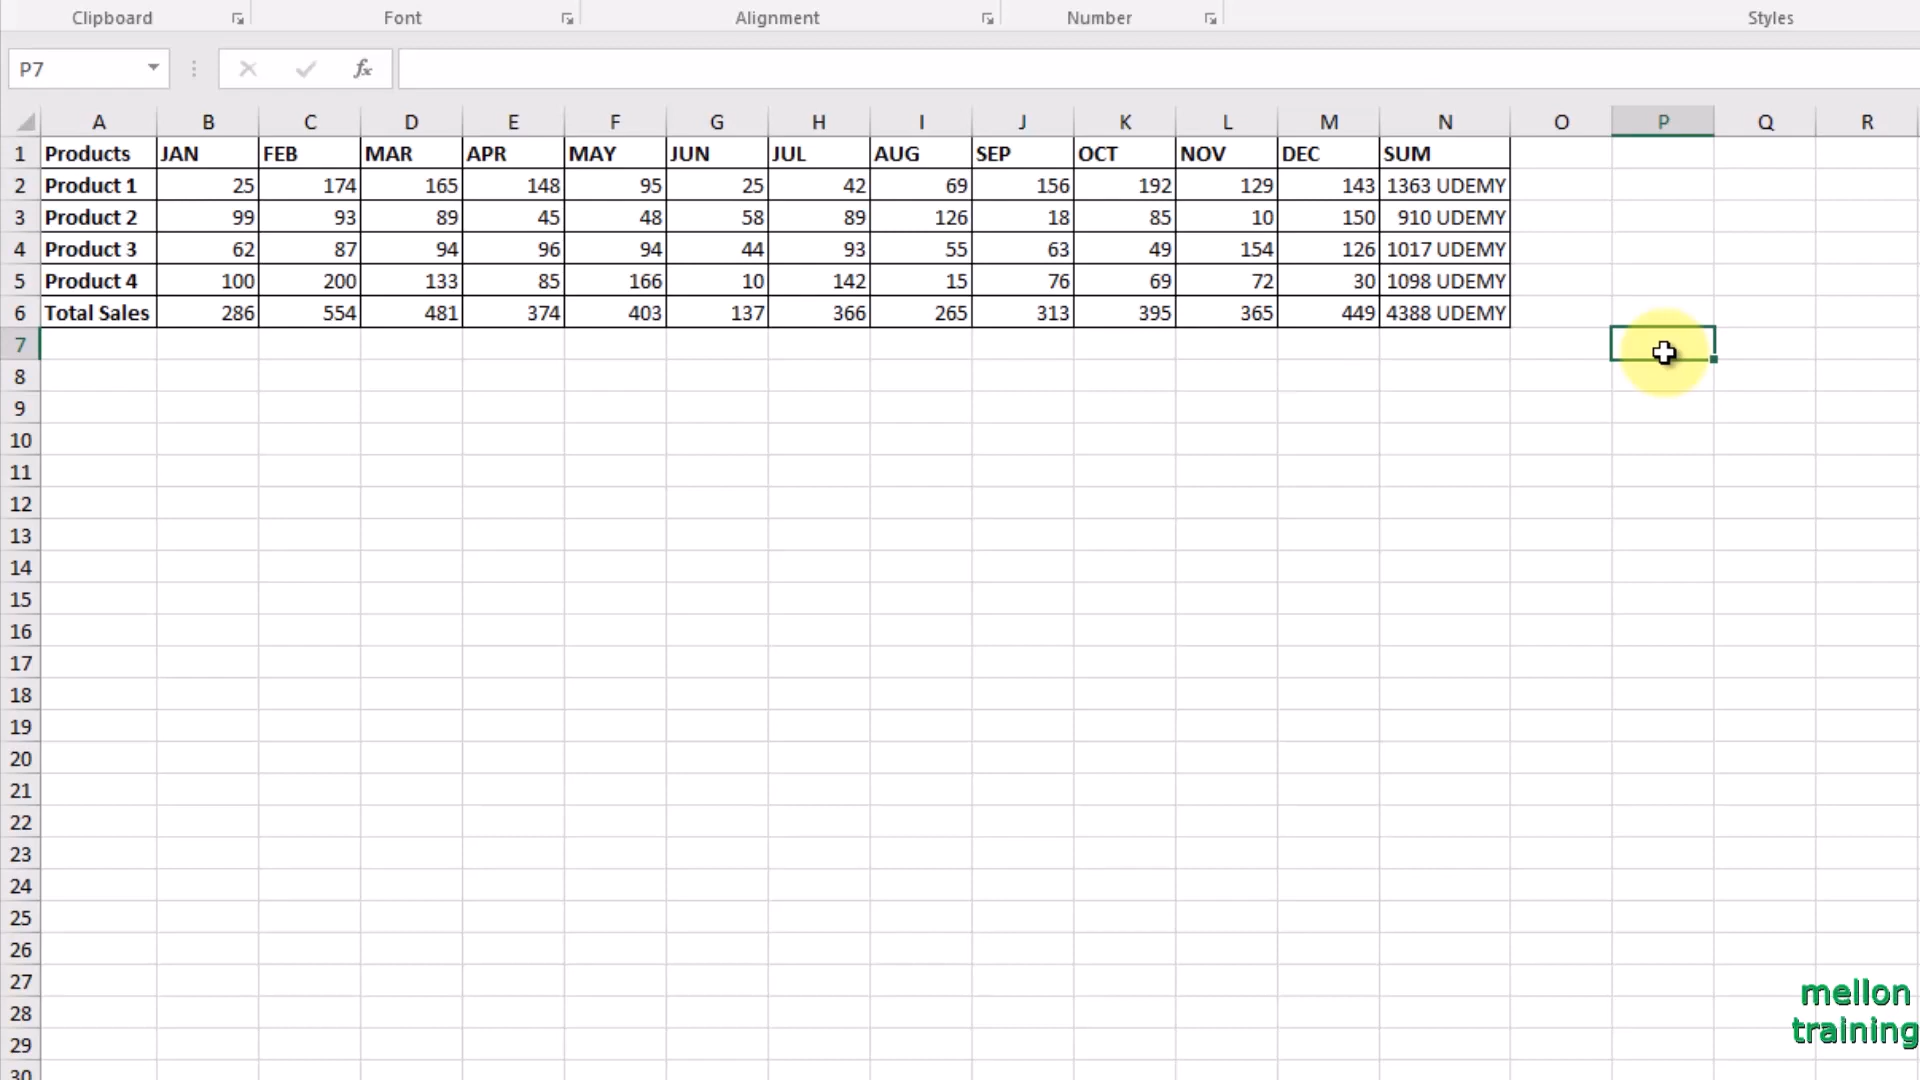 Clipboard Font Alignment Number Styles
P7 fx
A B C D E F G H I J K L M N O P Q R
1 Products JAN FEB MAR APR MAY JUN JUL AUG SEP OCT NOV DEC SUM
2 Product 1 25 174 165 148 95 25 42 69 156 192 129 143 1363 UDEMY
3 Product 2 99 93 89 45 48 58 89 126 18 85 10 150 910 UDEMY
4 Product 3 62 87 94 96 94 44 93 55 63 49 154 126 1017 UDEMY
5 Product 4 100 200 133 85 166 10 142 15 76 69 72 30 1098 UDEMY
6 Total Sales 286 554 481 374 403 137 366 265 313 395 365 449 4388 UDEMY
7
8
9
10
11
12
13
14
15
16
17
18
19
20
21
22
23
24
25
26
27
28
29
30
mellon
training